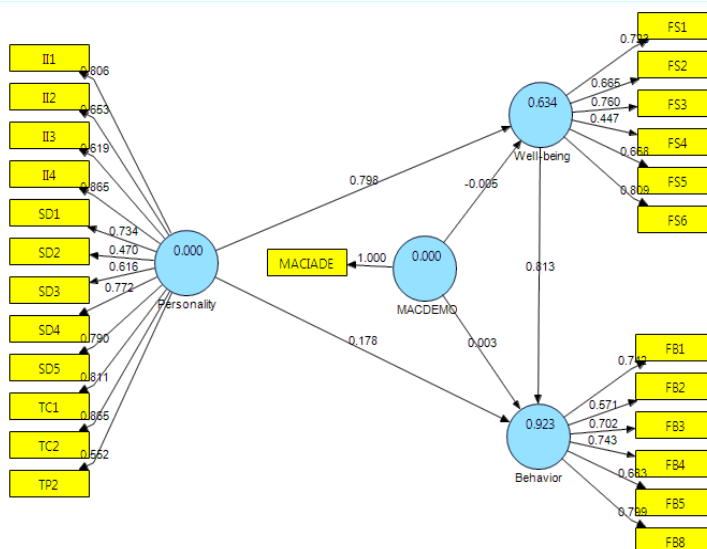 II1
II2
II3
II4
SD1
SD2
SD3
SD4
SD5
TC1
TC2
TP2
0.806
0.653
0.619
0.865
0.734
0.470
0.616
0.772
0.790
0.811
0.865
0.552
0.000
Personality
0.798
0.178
MACIADE
1.000
0.000
MACDEMO
-0.005
0.003
0.634
Well-being
0.813
0.923
Behavior
0.665
0.760
0.447
0.668
0.809
FS1
FS2
FS3
FS4
FS5
FS6
0.742
0.571
0.702
0.743
0.683
0.799
FB1
FB2
FB3
FB4
FB5
FB8